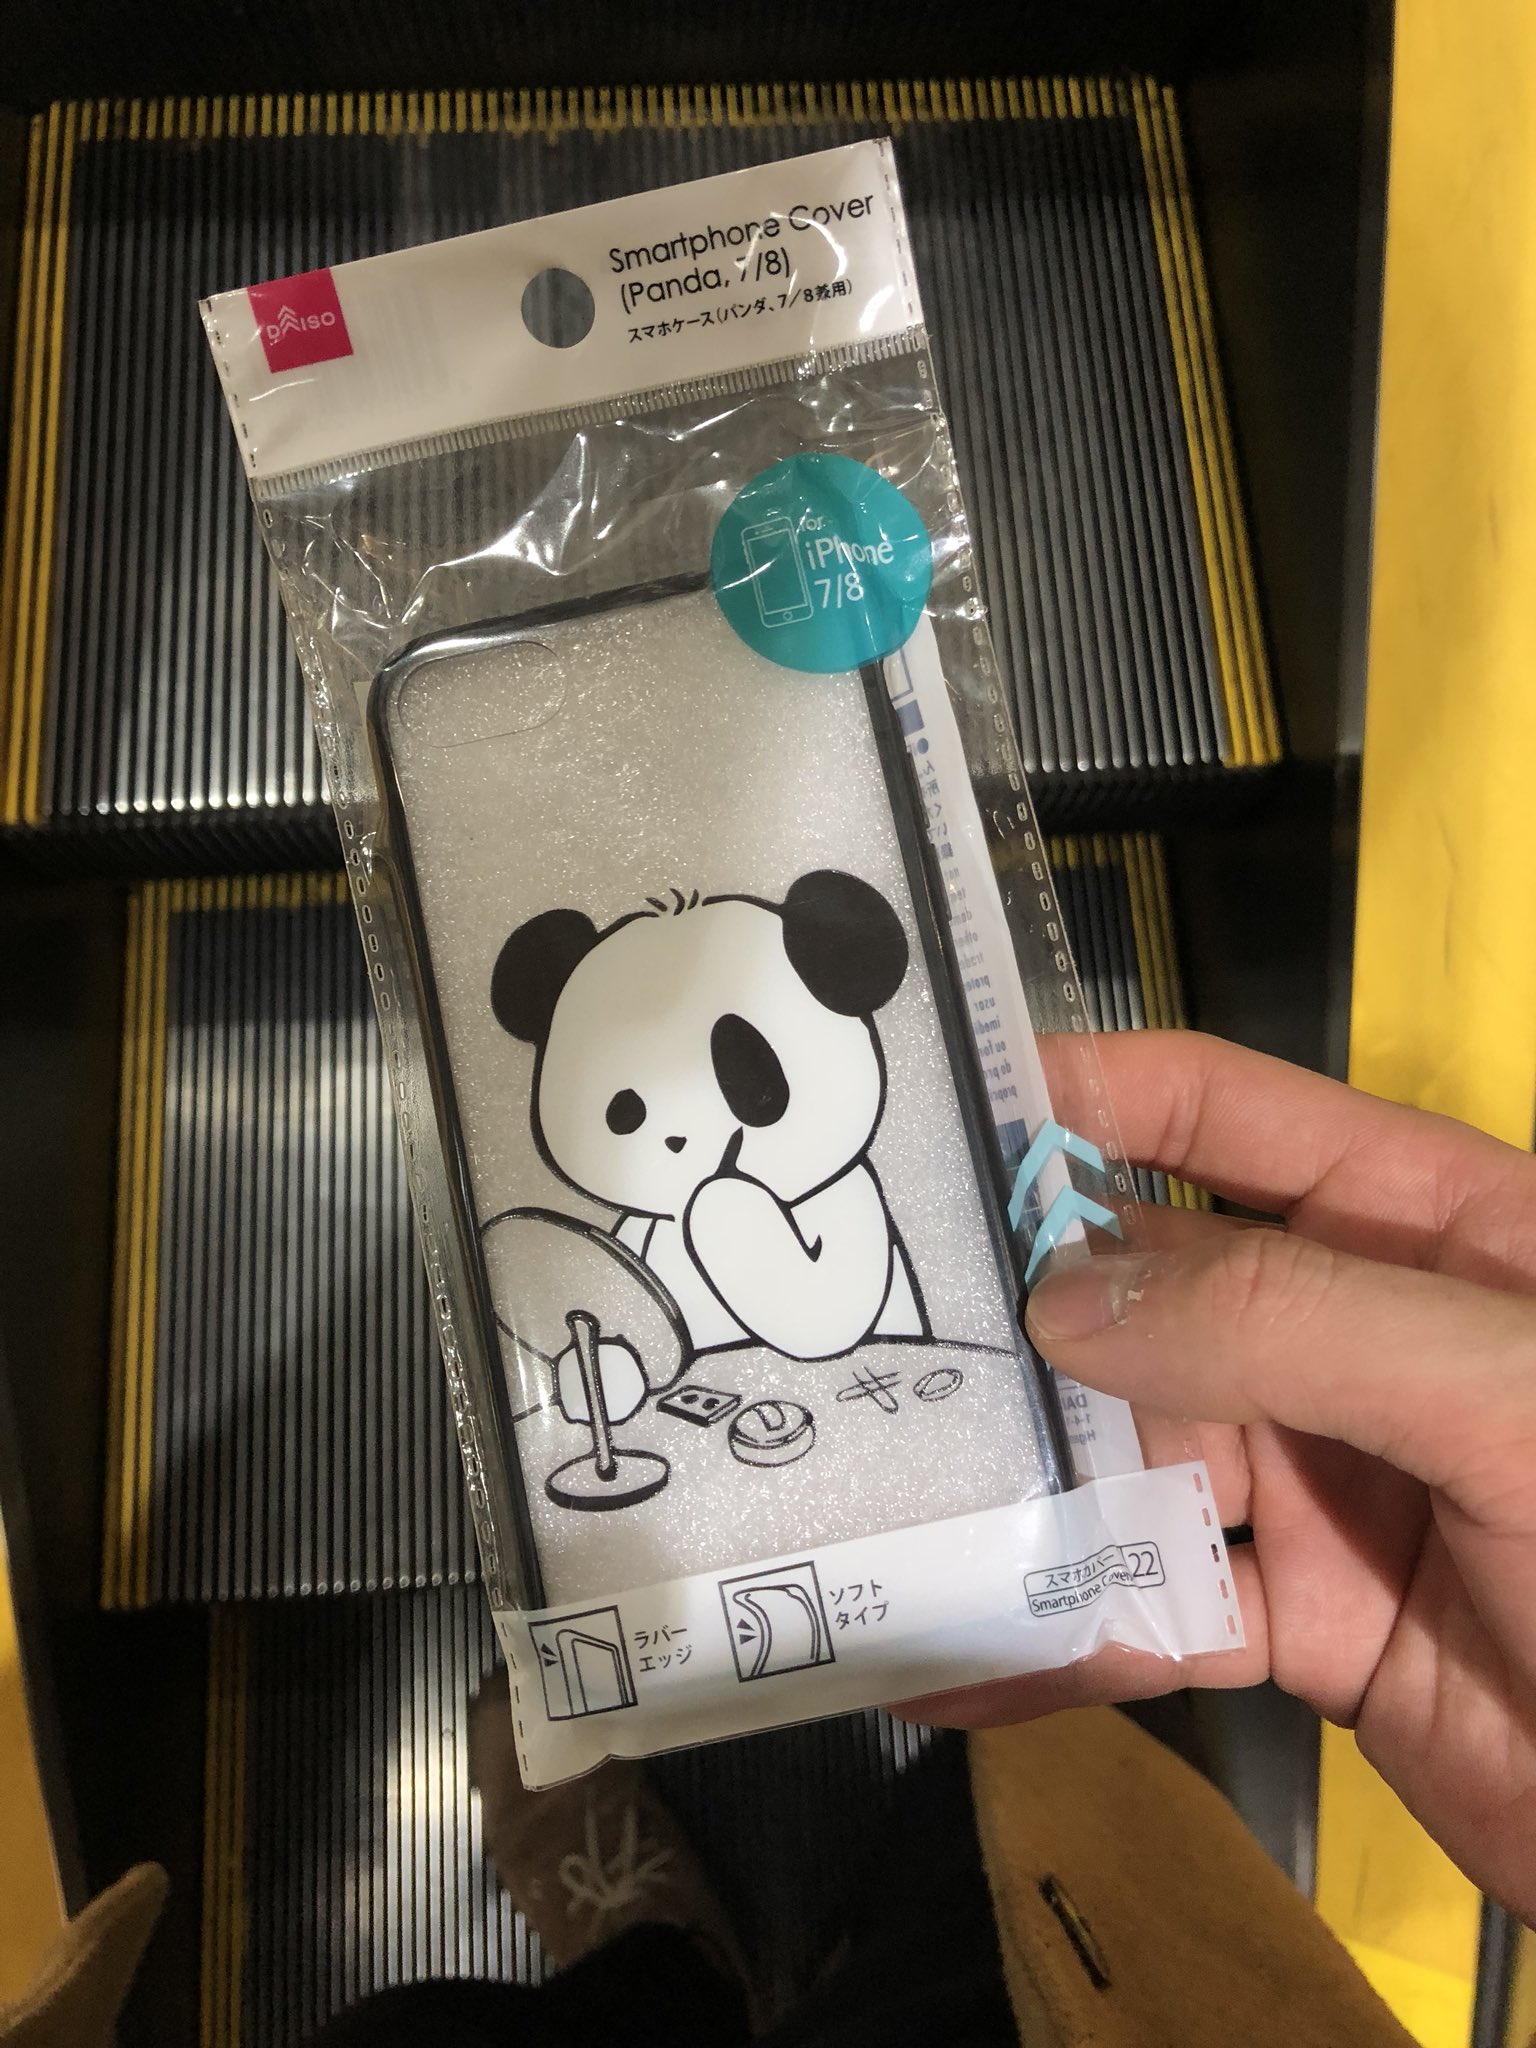 DAISO
Smartphone Cover
(Panda, 7/8)
スマホケース(パンダ、7/8兼用)
for
iPhone
7/8
ラバー
エッジ
ソフト
タイプ
スマホカバー
Smartphone Cover
22